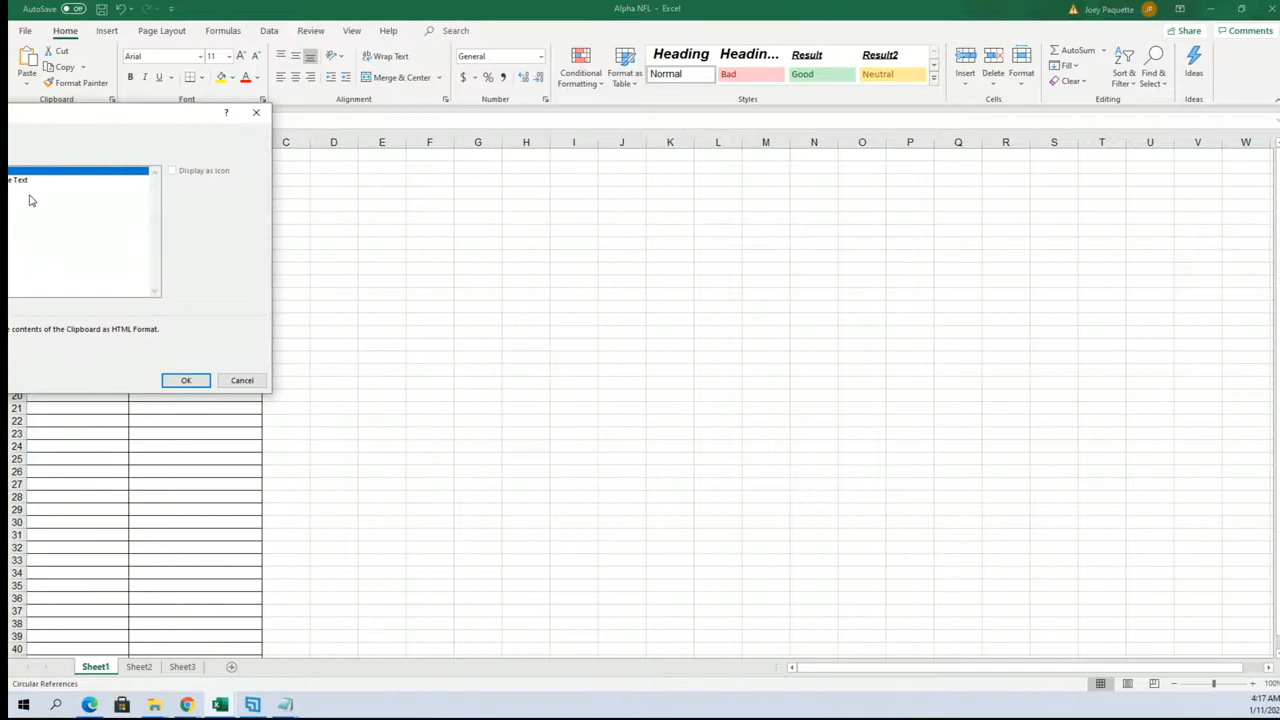 AutoSave Off
Alpha NFL - Excel
Joey Paquette JP
File Home Insert Page Layout Formulas Data Review View Help Search
Share Comments
Paste
Cut
Copy
Format Painter
Clipboard
Arial 11
B I U
Font
Wrap Text
Merge & Center
Alignment
General
$ %
Number
Conditional
Formatting
Format as
Table
Heading Headin... Result Result2
Normal Bad Good Neutral
Styles
Insert Delete Format
Cells
AutoSum
Fill
Clear
Sort &
Filter
Find &
Select
Editing
Ideas
Ideas
?
C D E F G H I J K L M N O P Q R S T U V W
Display as icon
e Text
contents of the Clipboard as HTML Format.
OK Cancel
20
21
22
23
24
25
26
27
28
29
30
31
32
33
34
35
36
37
38
39
40
Sheet1 Sheet2 Sheet3
Circular References
100%
4:17 AM
1/11/202